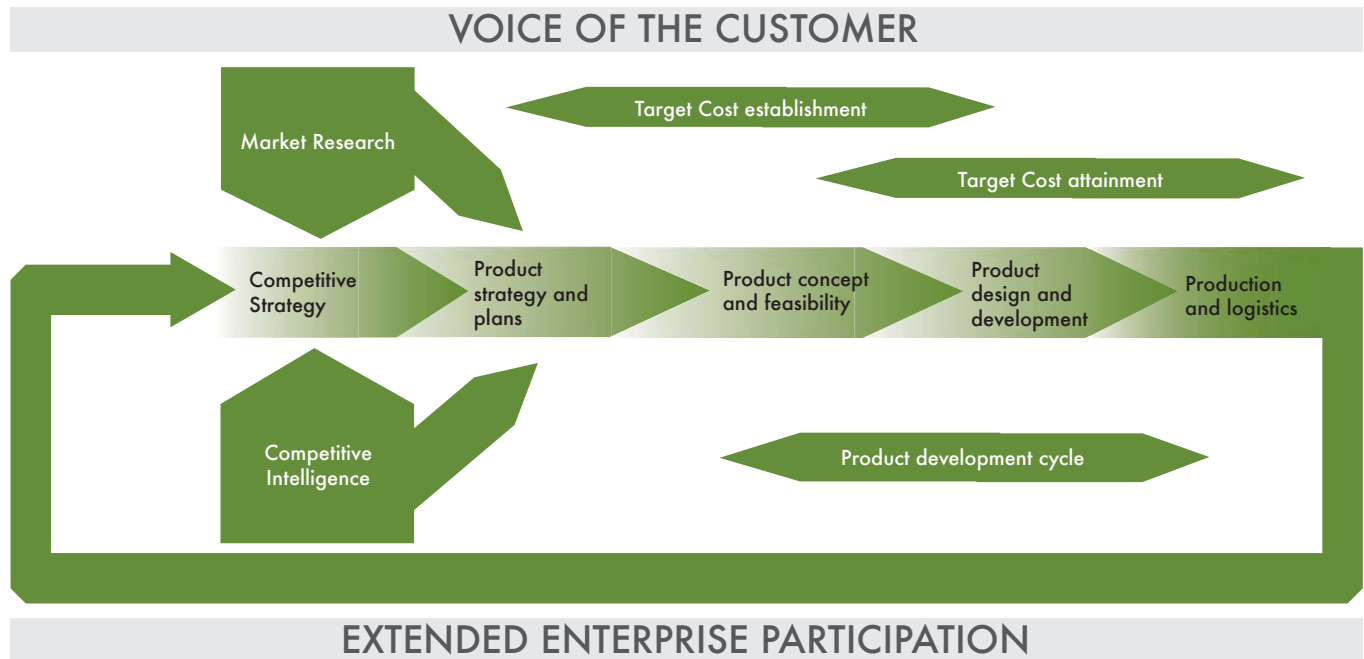 VOICE OF THE CUSTOMER
Market Research
Target Cost establishment
Target Cost attainment
Competitive
Strategy
Product
strategy and
plans
Product concept
and feasibility
Product
design and
development
Production
and logistics
Competitive
Intelligence
Product development cycle
EXTENDED ENTERPRISE PARTICIPATION